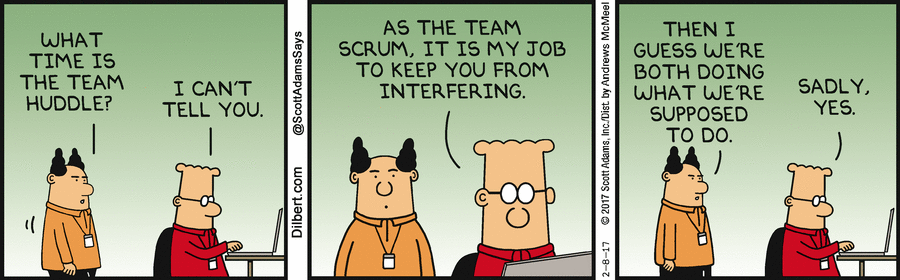 WHAT
TIME IS
THE TEAM
HUDDLE?
I CAN'T
TELL YOU.
Dilbert.com @ScottAdamsSays
AS THE TEAM
SCRUM, IT IS MY JOB
TO KEEP YOU FROM
INTERFERING.
2-8-17 © 2017 Scott Adams, Inc./Dist. by Andrews McMeel
THEN I
GUESS WE'RE
BOTH DOING
WHAT WE'RE
SUPPOSED
TO DO.
SADLY,
YES.